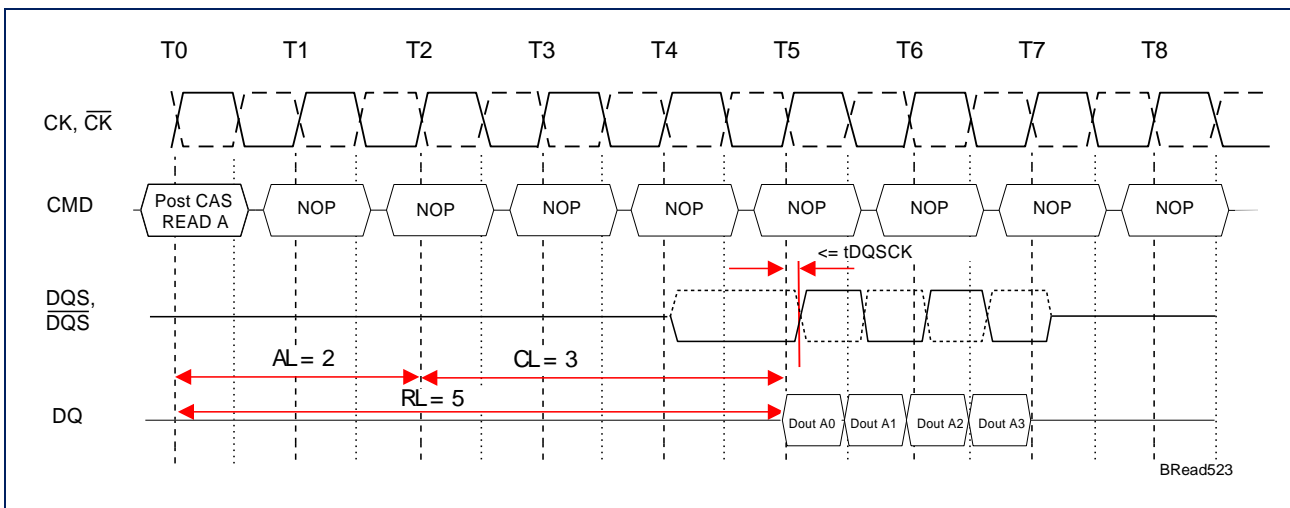 T0 T1 T2 T3 T4 T5 T6 T7 T8
CK, C̅K̅
CMD Post CAS READ A NOP NOP NOP NOP NOP NOP NOP NOP
<= tDQSCK
DQS,
D̅Q̅S̅
AL = 2 CL = 3
RL = 5
DQ Dout A0 Dout A1 Dout A2 Dout A3
BRead523